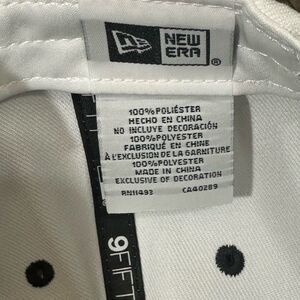 NEW
ERA
100%POLIÉSTER
HECHO EN CHINA
NO INCLUYE DECORACIÓN
100%POLYESTER
FABRIQUÉ EN CHINE
À L'EXCLUSION DE LA GARNITURE
100%POLYESTER
MADE IN CHINA
EXCLUSIVE OF DECORATION
RN11493 CA40289
9FIFT